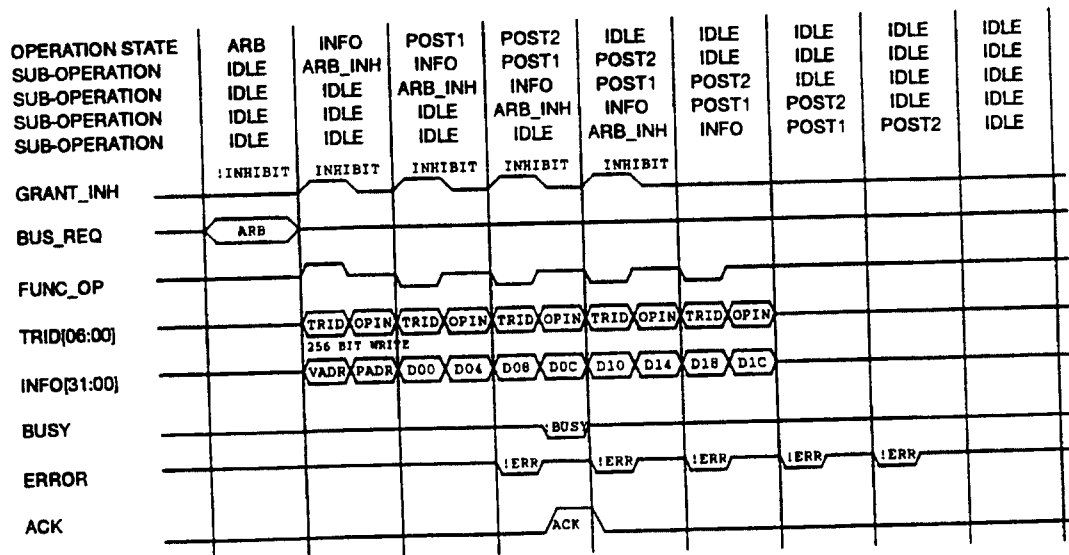 OPERATION STATE ARB INFO POST1 POST2 IDLE IDLE IDLE IDLE IDLE
SUB-OPERATION IDLE ARB_INH INFO POST1 POST2 IDLE IDLE IDLE IDLE
SUB-OPERATION IDLE IDLE ARB_INH INFO POST1 POST2 IDLE IDLE IDLE
SUB-OPERATION IDLE IDLE IDLE ARB_INH INFO POST1 POST2 IDLE IDLE
SUB-OPERATION IDLE IDLE IDLE IDLE ARB_INH INFO POST1 POST2 IDLE
!INHIBIT INHIBIT INHIBIT INHIBIT INHIBIT
GRANT_INH
BUS_REQ ARB
FUNC_OP
TRID[06:00] TRID OPIN TRID OPIN TRID OPIN TRID OPIN TRID OPIN
256 BIT WRITE
INFO[31:00] VADR PADR D00 D04 D08 D0C D10 D14 D18 D1C
BUSY !BUSY
ERROR !ERR !ERR !ERR !ERR !ERR
ACK ACK